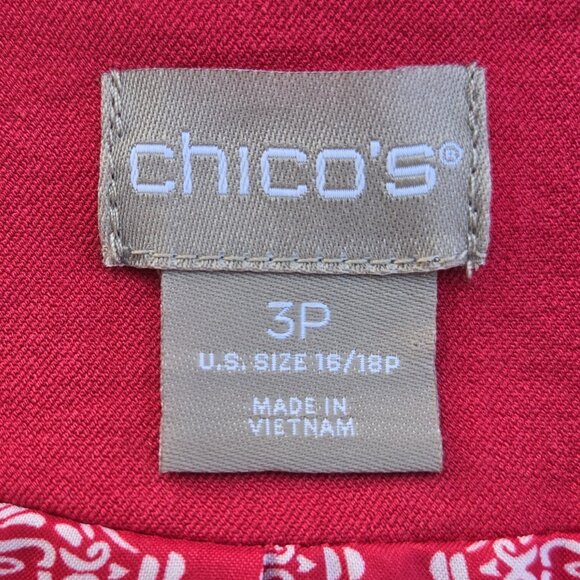 chico's®
3P
U.S. SIZE 16/18P
MADE IN
VIETNAM